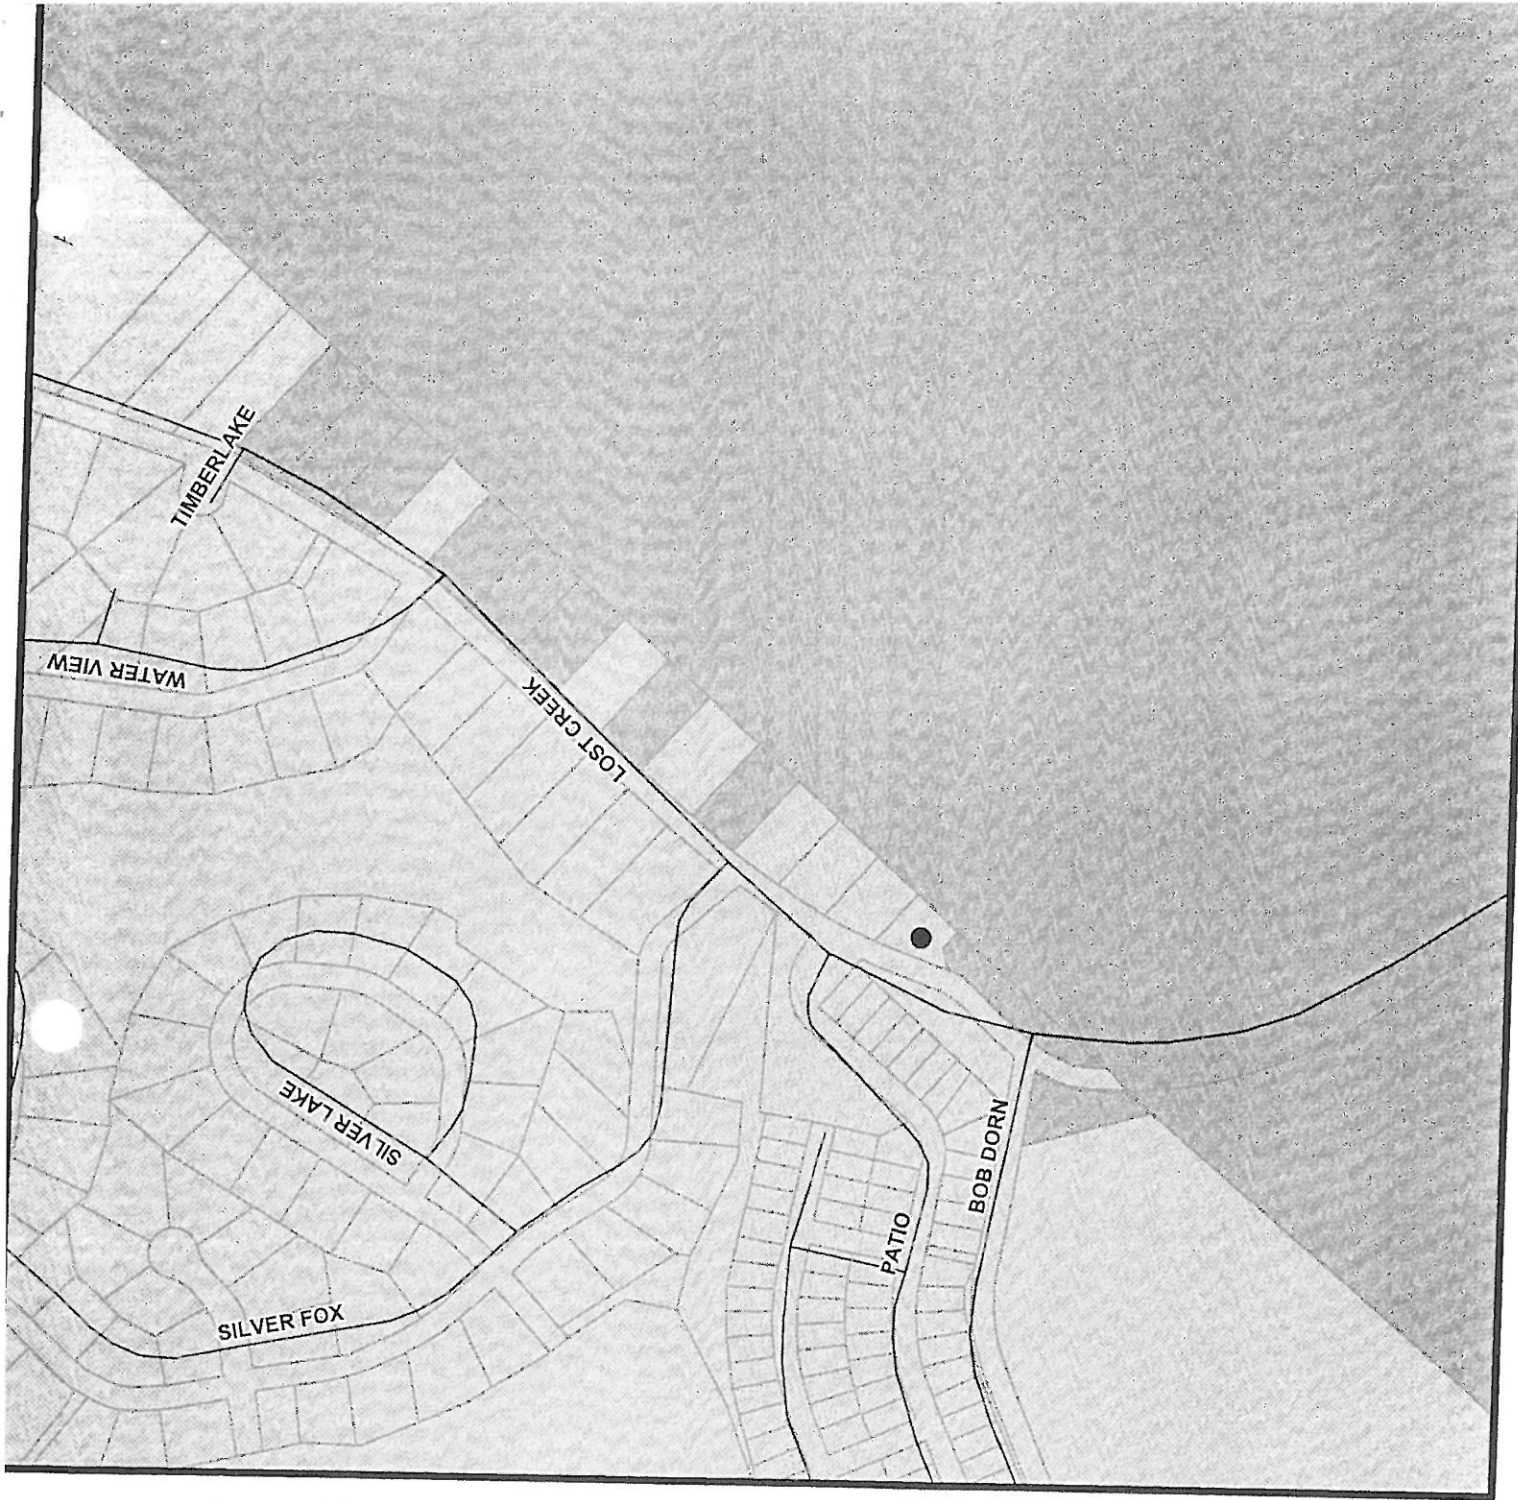 TIMBERLAKE
WATER VIEW
LOST CREEK
SILVER LAKE
BOB DORN
PATIO
SILVER FOX